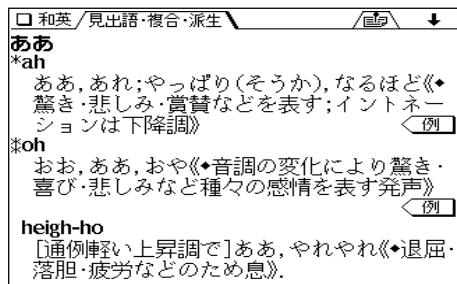 和英/見出語・複合・派生
ああ
*ah
ああ,あれ;やっぱり(そうか),なるほど《◆
驚き・悲しみ・賞賛などを表す;イントネー
ションは下降調》
例
⁑oh
おお,ああ,おや《◆音調の変化により驚き・
喜び・悲しみなど種々の感情を表す発声》
例
heigh-ho
[通例軽い上昇調で]ああ,やれやれ《◆退屈・
落胆・疲労などのため息》.